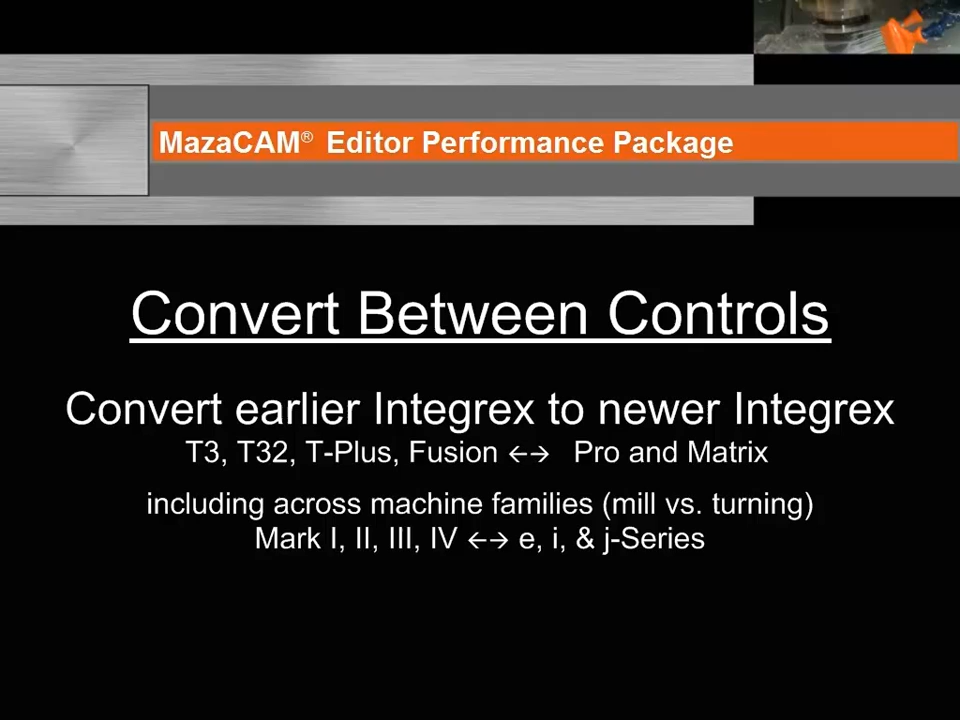 MazaCAM® Editor Performance Package
Convert Between Controls
Convert earlier Integrex to newer Integrex
T3, T32, T-Plus, Fusion ←→ Pro and Matrix
including across machine families (mill vs. turning)
Mark I, II, III, IV ←→ e, i, & j-Series